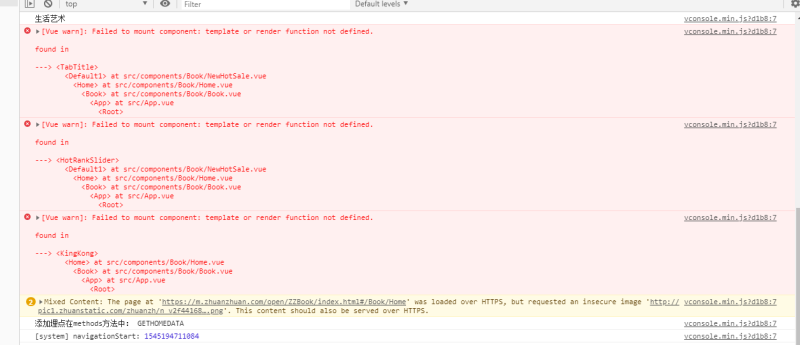 top Filter Default levels
生活艺术 vconsole.min.js?d1b8:7
[Vue warn]: Failed to mount component: template or render function not defined. vconsole.min.js?d1b8:7
found in
---> <TabTitle>
<Default1> at src/components/Book/NewHotSale.vue
<Home> at src/components/Book/Home.vue
<Book> at src/components/Book/Book.vue
<App> at src/App.vue
<Root>
[Vue warn]: Failed to mount component: template or render function not defined. vconsole.min.js?d1b8:7
found in
---> <HotRankSlider>
<Default1> at src/components/Book/NewHotSale.vue
<Home> at src/components/Book/Home.vue
<Book> at src/components/Book/Book.vue
<App> at src/App.vue
<Root>
[Vue warn]: Failed to mount component: template or render function not defined. vconsole.min.js?d1b8:7
found in
---> <KingKong>
<Home> at src/components/Book/Home.vue
<Book> at src/components/Book/Book.vue
<App> at src/App.vue
<Root>
2 Mixed Content: The page at 'https://m.zhuanzhuan.com/open/ZZBook/index.html#/Book/Home' was loaded over HTTPS, but requested an insecure image 'http:/ vconsole.min.js?d1b8:7
pic1.zhuanstatic.com/zhuanzh/n_v2f44168….png'. This content should also be served over HTTPS.
添加埋点在methods方法中: GETHOMEDATA vconsole.min.js?d1b8:7
[system] navigationStart: 1545194711084 vconsole.min.js?d1b8:7